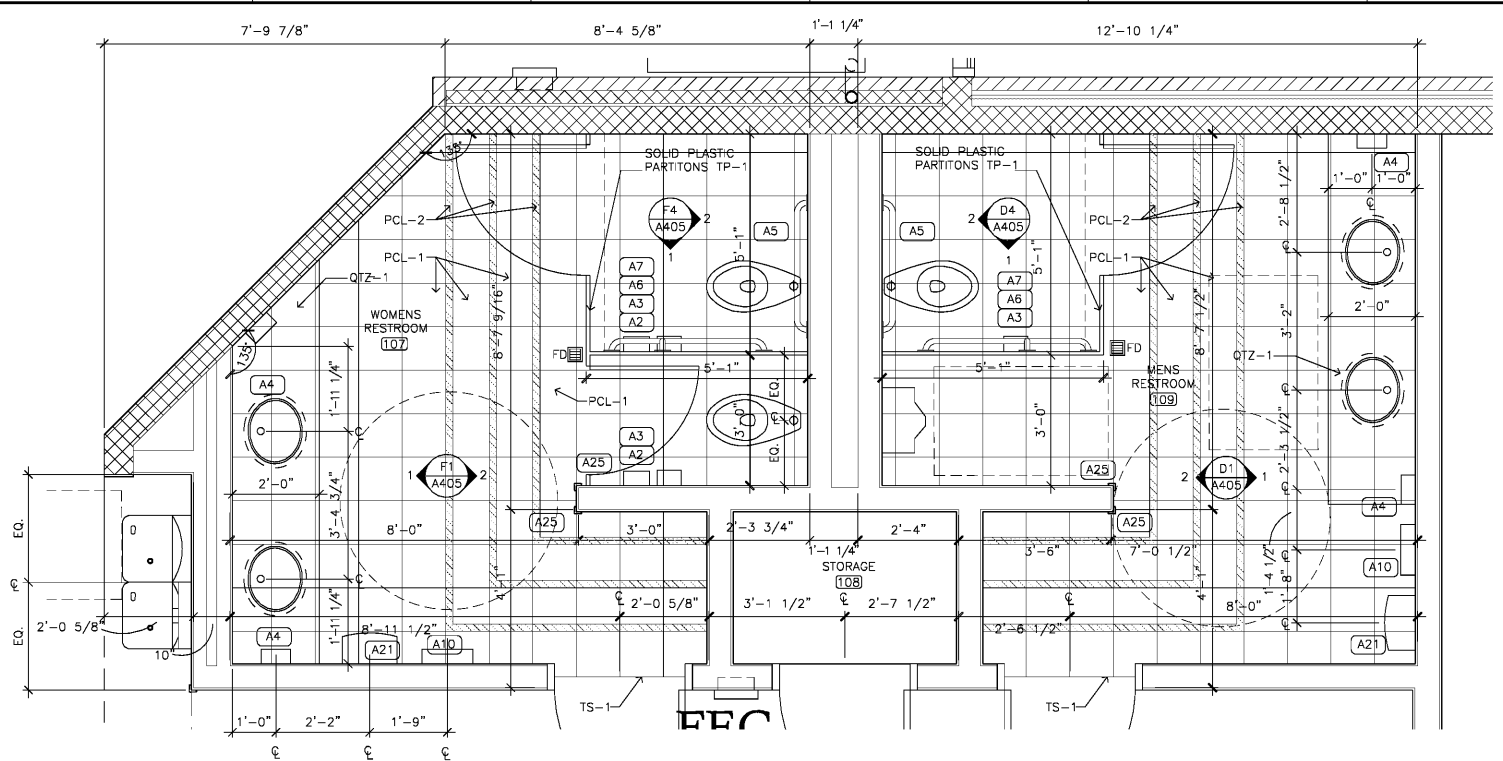 7'-9 7/8"
8'-4 5/8"
1'-1 1/4"
12'-10 1/4"
135°
SOLID PLASTIC
PARTITONS TP-1
SOLID PLASTIC
PARTITONS TP-1
A4
1'-0"
1'-0"
℄
2'-8 1/2"
PCL-2
F4
A405
2
1
A5
A5
D4
A405
2
1
PCL-2
5'-1"
5'-1"
℄
PCL-1
PCL-1
QTZ-1
A7
A6
A3
A2
A7
A6
A3
8'-7 9/16"
8'-7 1/2"
2'-0"
WOMENS
RESTROOM
107
3'-2"
135°
FD
FD
QTZ-1
5'-1"
5'-1"
MENS
RESTROOM
109
A4
1'-11 1/4"
EQ.
PCL-1
℄
℄
3'-0"
℄
3'-0"
A3
A2
EQ.
2'-3 1/2"
A25
A25
1
F1
A405
2
2
D1
A405
1
2'-0"
3'-4 3/4"
℄
A4
EQ.
8'-0"
A25
3'-0"
2'-3 3/4"
2'-4"
A25
1'-1 1/4"
3'-6"
7'-0 1/2"
STORAGE
108
℄
1'-4 1/2"
A10
℄
℄
4'-1"
4'-1"
1'-8"
℄
2'-0 5/8"
3'-1 1/2"
℄
2'-7 1/2"
℄
8'-0"
℄
EQ.
2'-0 5/8"
1'-11 1/4"
8'-11 1/2"
2'-6 1/2"
A4
A21
A10
A21
10"
TS-1
TS-1
FEC
1'-0"
2'-2"
1'-9"
℄
℄
℄